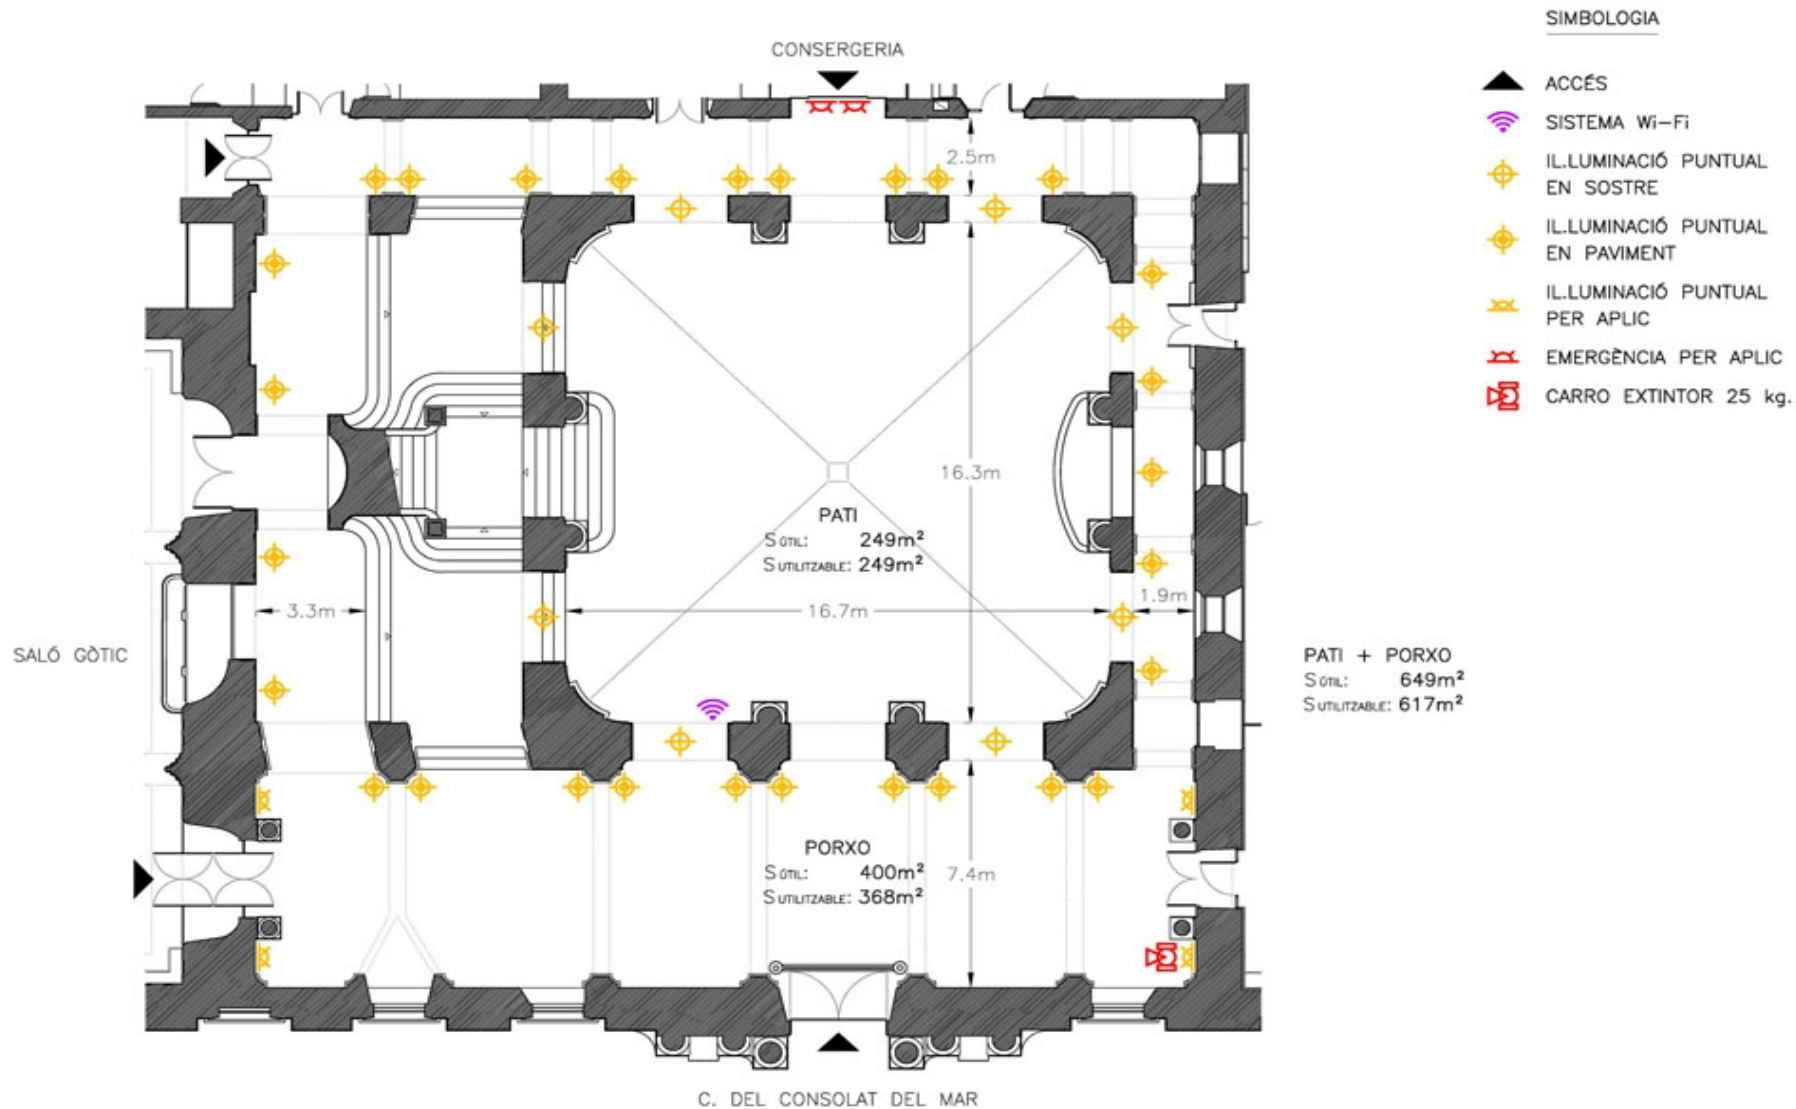 SIMBOLOGIA
ACCÉS
SISTEMA Wi-Fi
IL.LUMINACIÓ PUNTUAL
EN SOSTRE
IL.LUMINACIÓ PUNTUAL
EN PAVIMENT
IL.LUMINACIÓ PUNTUAL
PER APLIC
EMERGÈNCIA PER APLIC
CARRO EXTINTOR 25 kg.
CONSERGERIA
2.5m
16.3m
PATI
SÚTIL: 249m²
SUTILITZABLE: 249m²
3.3m
16.7m
1.9m
SALÓ GÒTIC
PATI + PORXO
SÚTIL: 649m²
SUTILITZABLE: 617m²
PORXO
SÚTIL: 400m²
SUTILITZABLE: 368m²
7.4m
C. DEL CONSOLAT DEL MAR